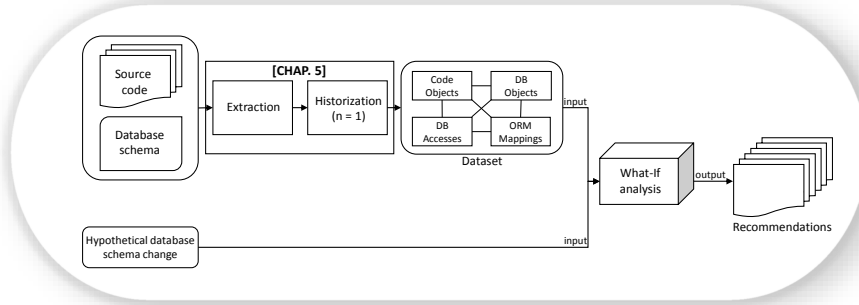 Source
code
Database
schema
[CHAP. 5]
Extraction
Historization
(n = 1)
Code
Objects
DB
Objects
DB
Accesses
ORM
Mappings
Dataset
input
What-If
analysis
output
Recommendations
Hypothetical database
schema change
input